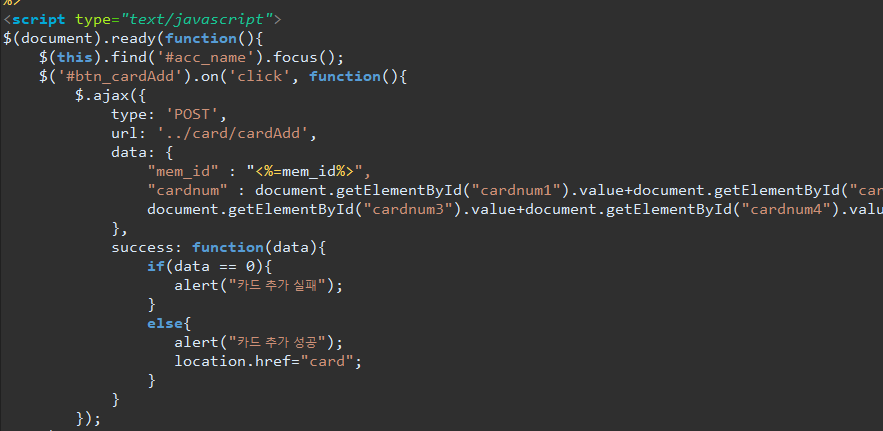 %>
<script type="text/javascript">
$(document).ready(function(){
    $(this).find('#acc_name').focus();
    $('#btn_cardAdd').on('click', function(){
        $.ajax({
            type: 'POST',
            url: '../card/cardAdd',
            data: {
                "mem_id" : "<%=mem_id%>",
                "cardnum" : document.getElementById("cardnum1").value+document.getElementById("car
                document.getElementById("cardnum3").value+document.getElementById("cardnum4").valu
            },
            success: function(data){
                if(data == 0){
                   alert("카드 추가 실패");
                }
                else{
                   alert("카드 추가 성공");
                   location.href="card";
                }
            }
        });